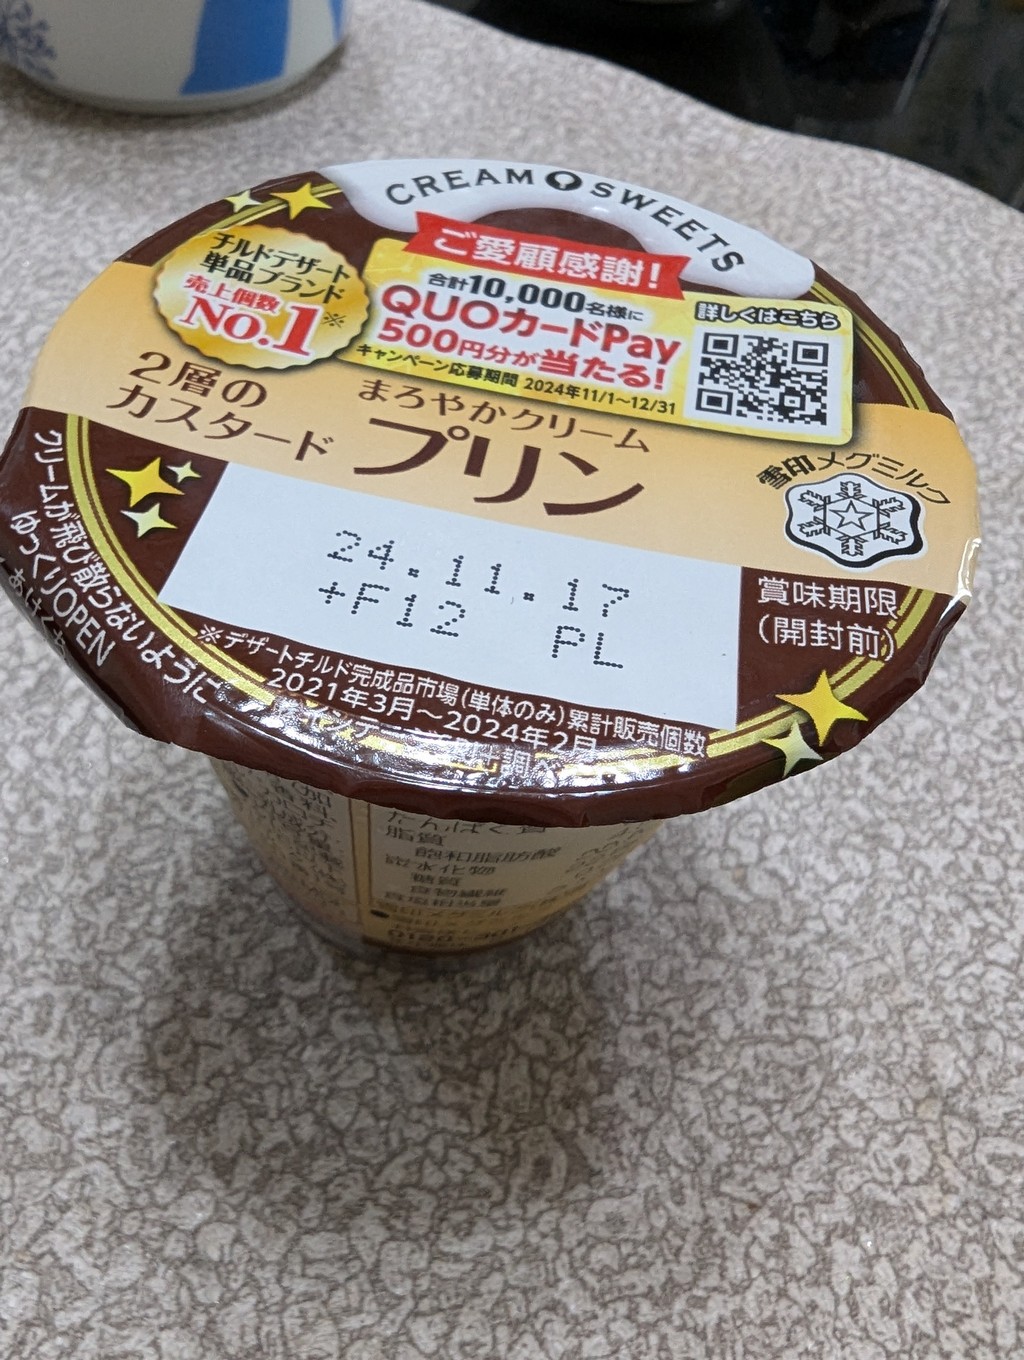 CREAM SWEETS
ご愛顧感謝!
チルドデザート
単品ブランド
売上個数
No.1※
合計10,000名様に
QUOカードPay
500円分が当たる!
キャンペーン応募期間 2024年11/1~12/31
詳しくはこちら
2層の
カスタード
まろやかクリーム
プリン
雪印メグミルク
24.11.17
+F12 PL
賞味期限
(開封前)
クリームが飛び散らないように
ゆっくりOPEN
※デザートチルド完成品市場(単体のみ)累計販売個数
2021年3月~2024年2月
脂質
飽和脂肪酸
炭水化物
糖質
食物繊維
食塩相当量